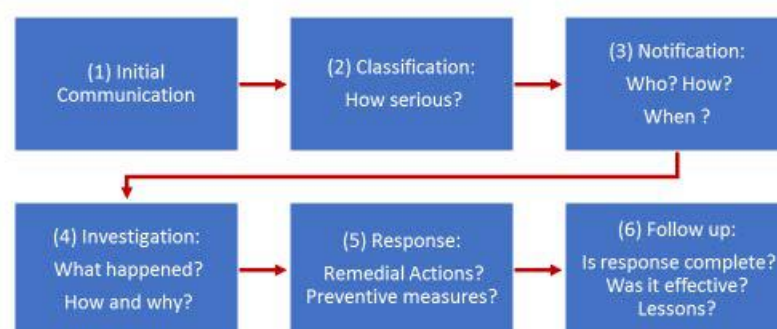 (1) Initial
Communication
(2) Classification:
How serious?
(3) Notification:
Who? How?
When ?
(4) Investigation:
What happened?
How and why?
(5) Response:
Remedial Actions?
Preventive measures?
(6) Follow up:
Is response complete?
Was it effective?
Lessons?